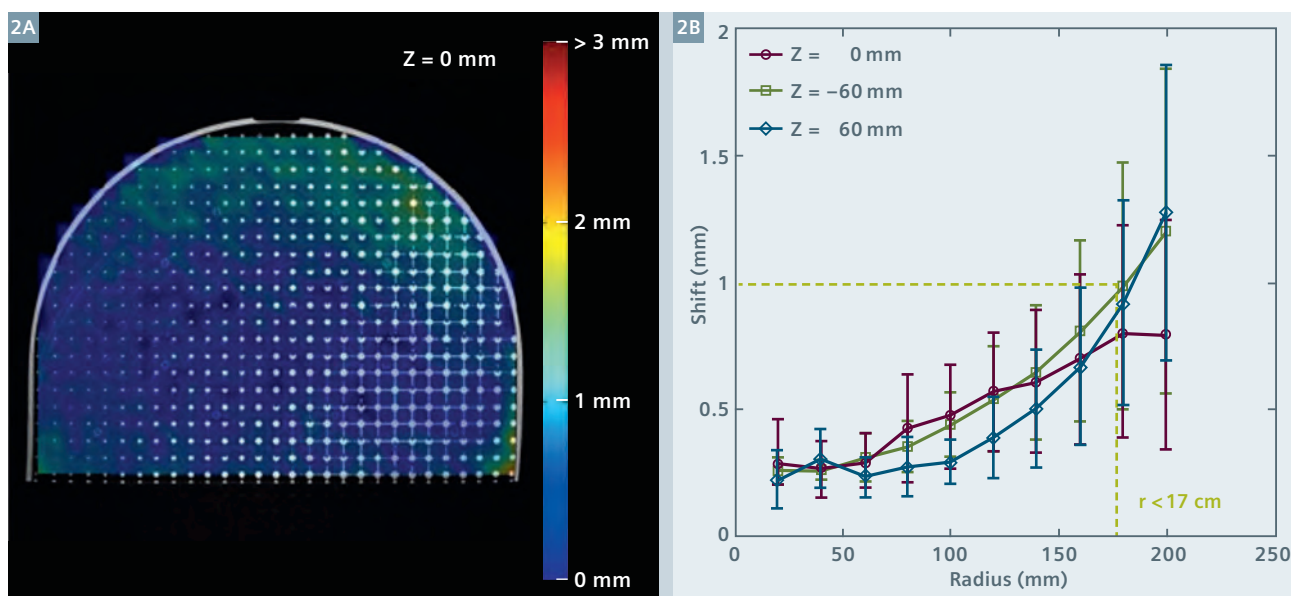 2A
Z = 0 mm
> 3 mm
2 mm
1 mm
0 mm
2B
Z = 0 mm
Z = −60 mm
Z = 60 mm
2
1.5
1
0.5
0
Shift (mm)
r < 17 cm
0 50 100 150 200 250
Radius (mm)